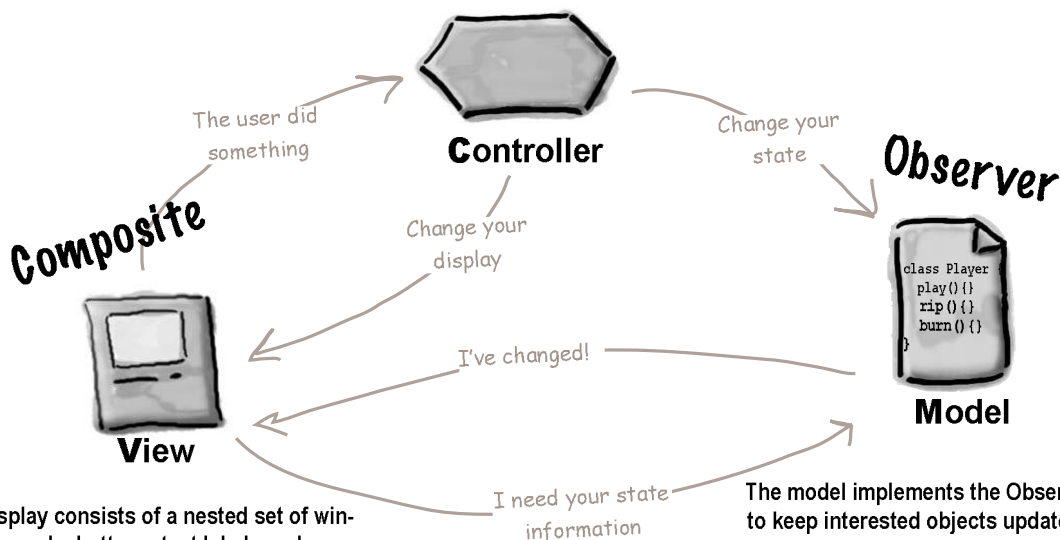 Controller
The user did
something
Change your
state
Observer
Composite
Change your
display
class Player {
play(){}
rip(){}
burn(){}
}
I've changed!
View
Model
I need your state
information
display consists of a nested set of win-
The model implements the Obser
to keep interested objects update